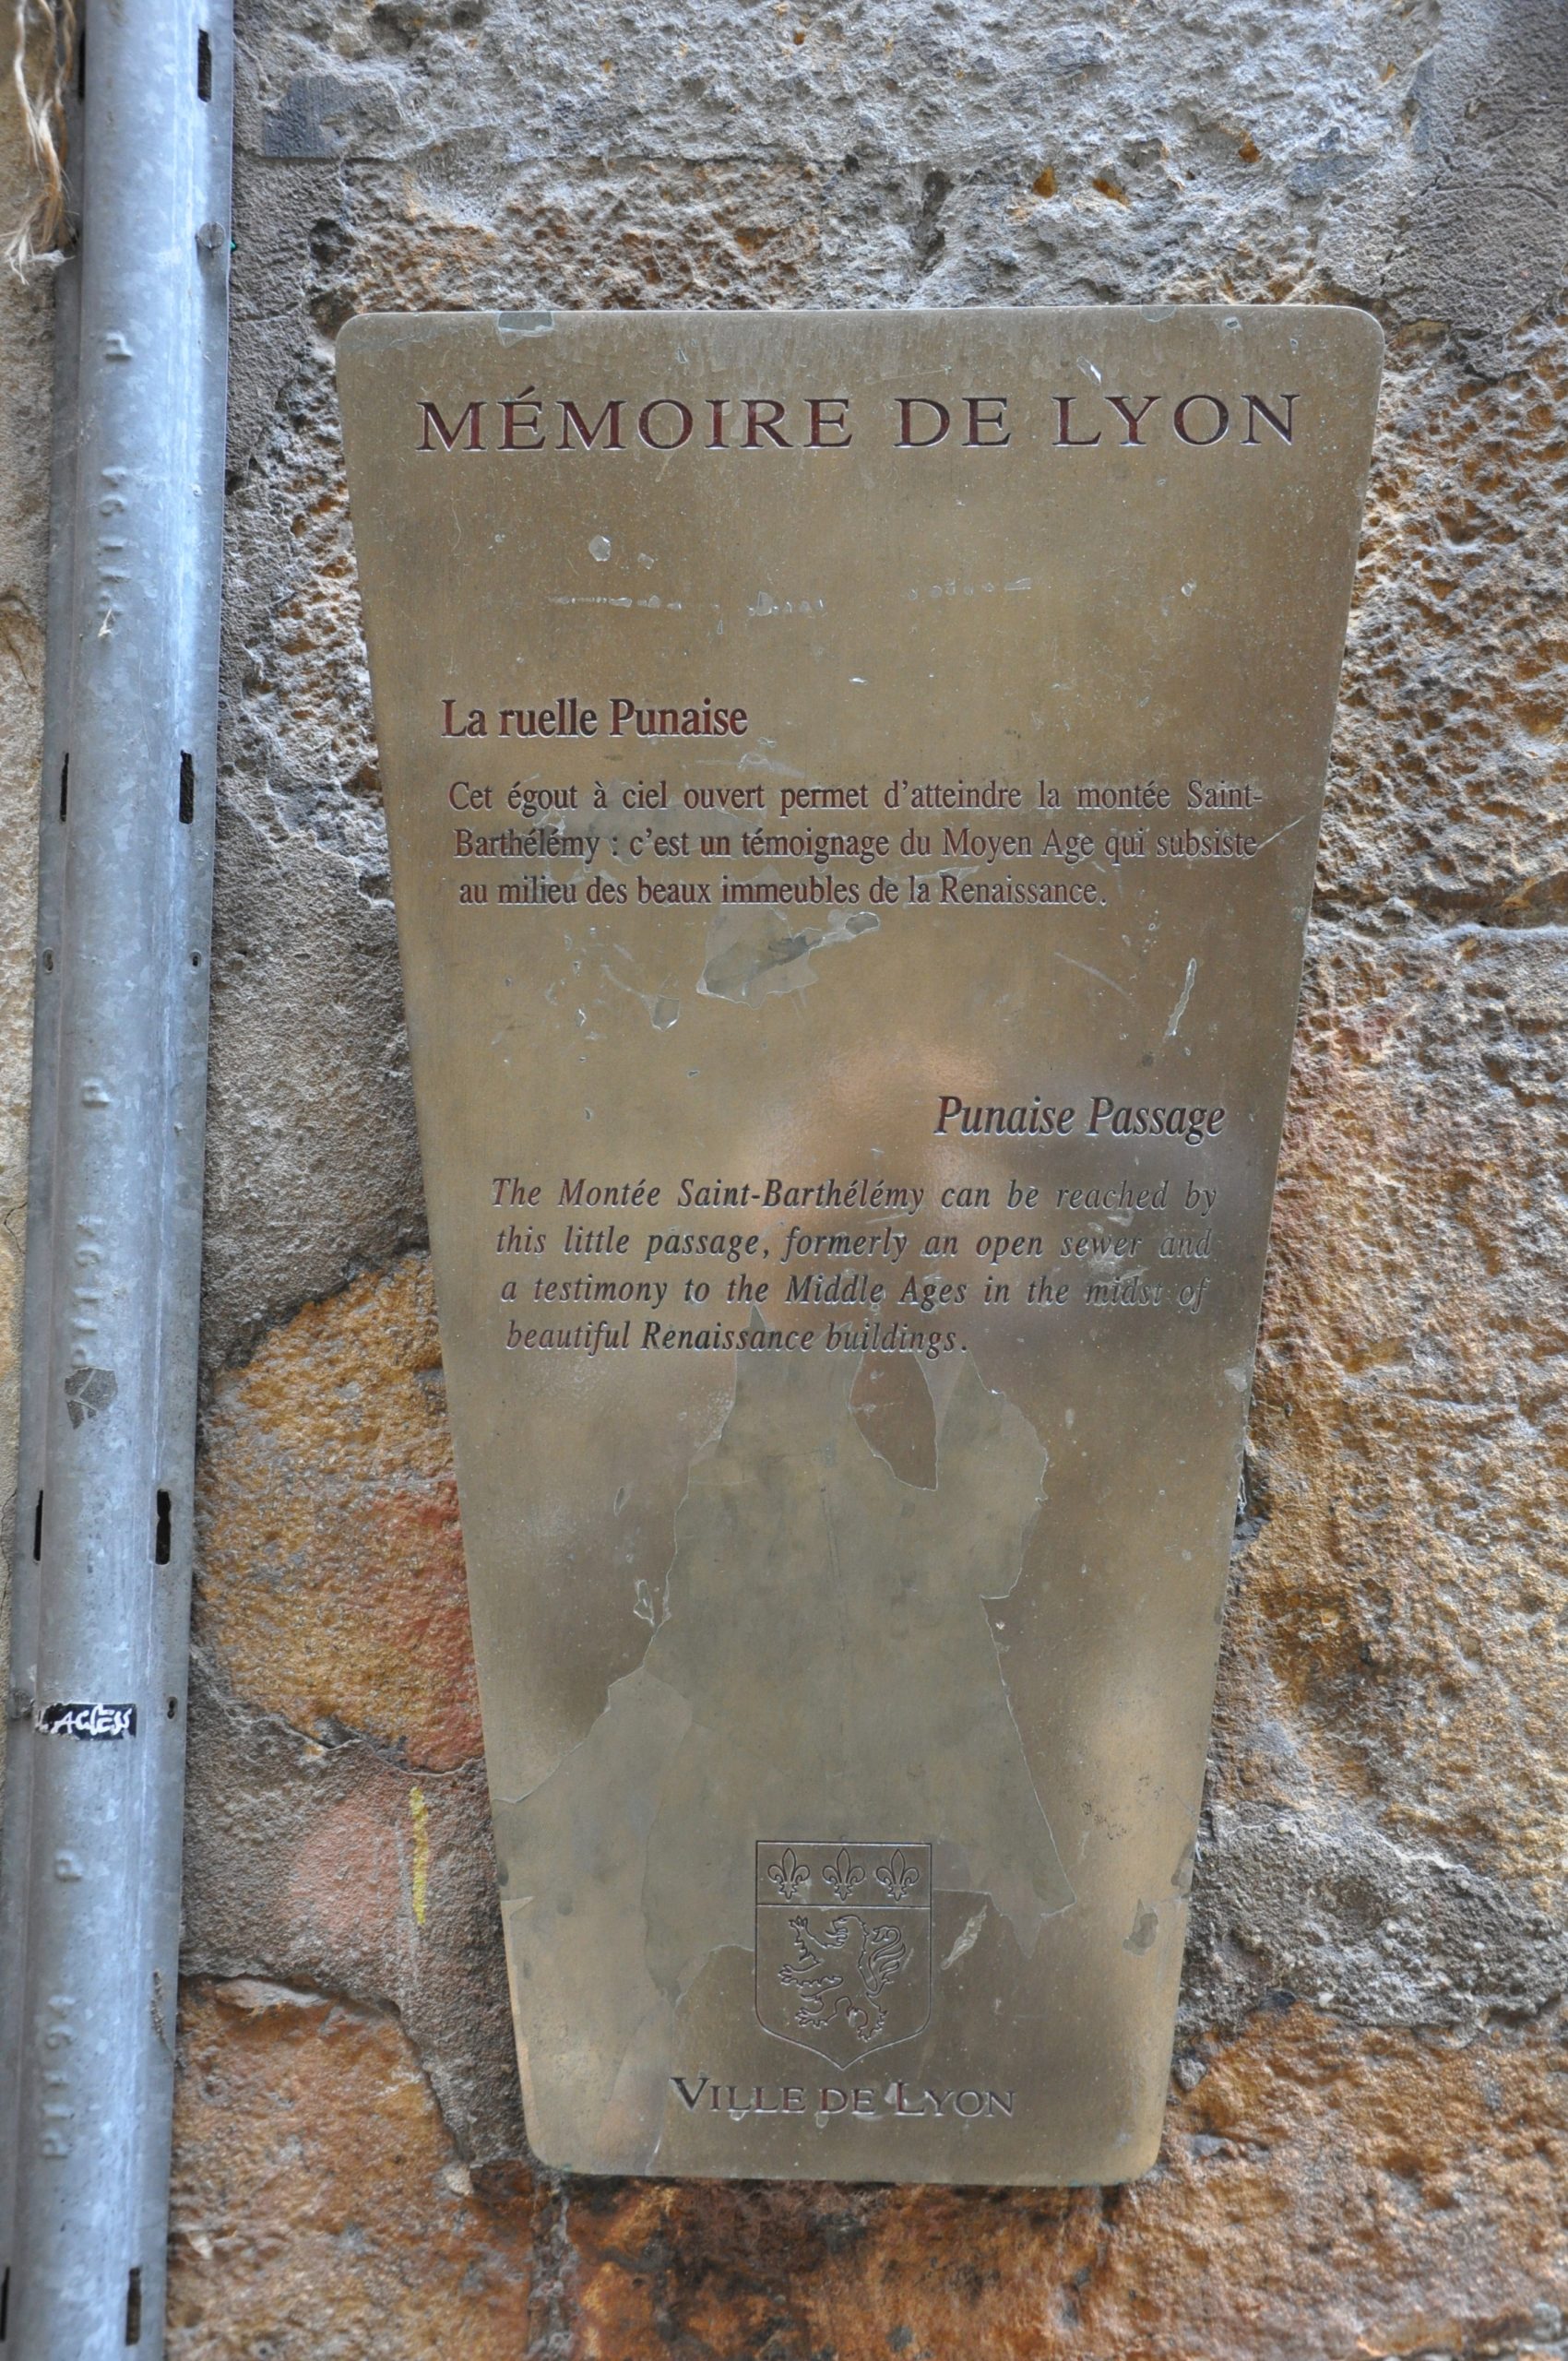 MÉMOIRE DE LYON
La ruelle Punaise
Cet égout à ciel ouvert permet d'atteindre la montée Saint-
Barthélémy : c'est un témoignage du Moyen Age qui subsiste
au milieu des beaux immeubles de la Renaissance.
Punaise Passage
The Montée Saint-Barthélémy can be reached by
this little passage, formerly an open sewer and
a testimony to the Middle Ages in the midst of
beautiful Renaissance buildings.
VILLE DE LYON
P
P
P